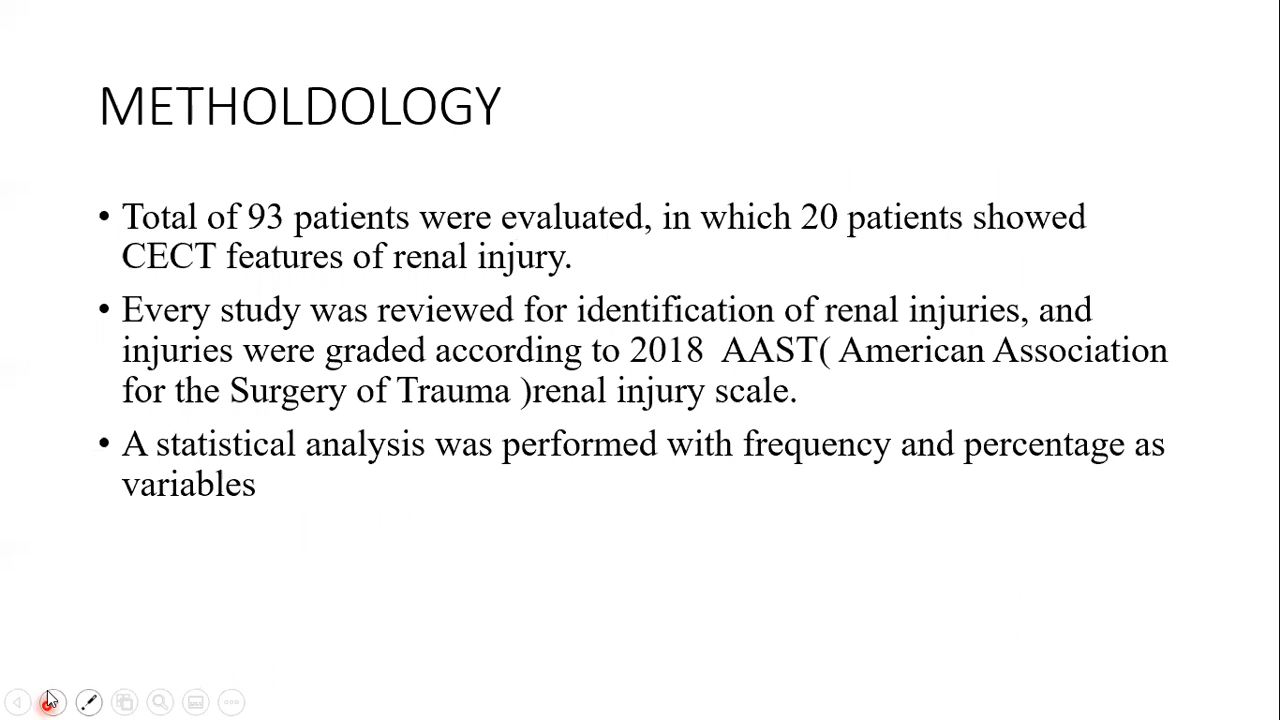 METHOLDOLOGY
• Total of 93 patients were evaluated, in which 20 patients showed
CECT features of renal injury.
• Every study was reviewed for identification of renal injuries, and
injuries were graded according to 2018  AAST( American Association
for the Surgery of Trauma )renal injury scale.
• A statistical analysis was performed with frequency and percentage as
variables